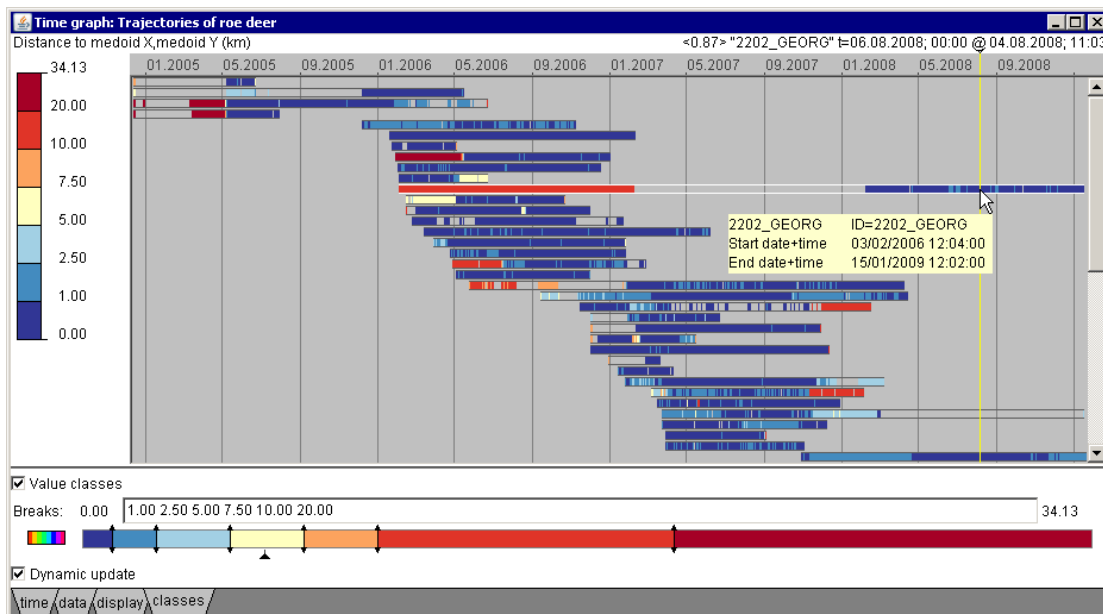 Time graph: Trajectories of roe deer
Distance to medoid X,medoid Y (km)
<0.87> "2202_GEORG" t=06.08.2008; 00:00 @ 04.08.2008; 11:03
01.2005 05.2005 09.2005 01.2006 05.2006 09.2006 01.2007 05.2007 09.2007 01.2008 05.2008 09.2008
34.13
20.00
10.00
7.50
5.00
2.50
1.00
0.00
2202_GEORG ID=2202_GEORG
Start date+time 03/02/2006 12:04:00
End date+time 15/01/2009 12:02:00
Value classes
Breaks: 0.00 1.00 2.50 5.00 7.50 10.00 20.00 34.13
Dynamic update
time data display classes